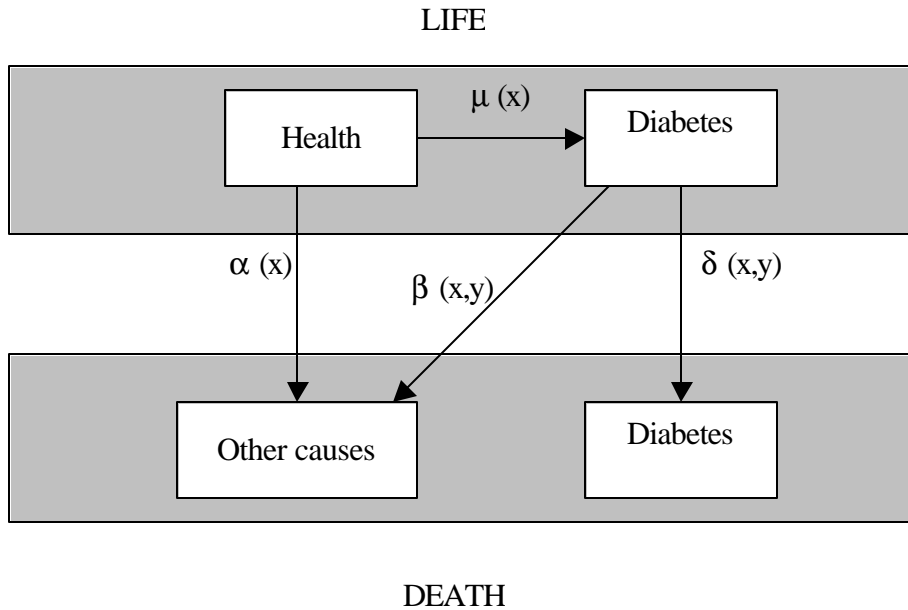 LIFE
μ (x)
Health
Diabetes
α (x)
β (x,y)
δ (x,y)
Other causes
Diabetes
DEATH